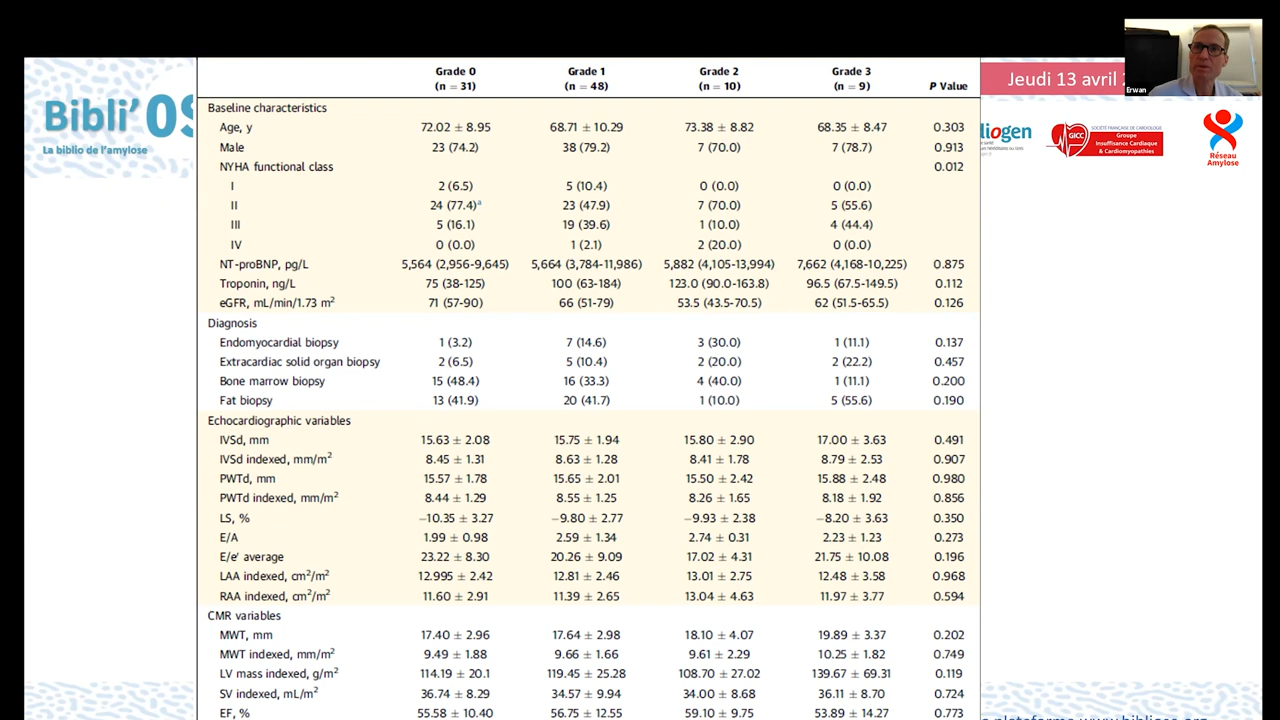 Grade 0 Grade 1 Grade 2 Grade 3
(n = 31) (n = 48) (n = 10) (n = 9) P Value
Baseline characteristics
Age, y 72.02 ± 8.95 68.71 ± 10.29 73.38 ± 8.82 68.35 ± 8.47 0.303
Male 23 (74.2) 38 (79.2) 7 (70.0) 7 (78.7) 0.913
NYHA functional class 0.012
I 2 (6.5) 5 (10.4) 0 (0.0) 0 (0.0)
II 24 (77.4)a 23 (47.9) 7 (70.0) 5 (55.6)
III 5 (16.1) 19 (39.6) 1 (10.0) 4 (44.4)
IV 0 (0.0) 1 (2.1) 2 (20.0) 0 (0.0)
NT-proBNP, pg/L 5,564 (2,956-9,645) 5,664 (3,784-11,986) 5,882 (4,105-13,994) 7,662 (4,168-10,225) 0.875
Troponin, ng/L 75 (38-125) 100 (63-184) 123.0 (90.0-163.8) 96.5 (67.5-149.5) 0.112
eGFR, mL/min/1.73 m² 71 (57-90) 66 (51-79) 53.5 (43.5-70.5) 62 (51.5-65.5) 0.126
Diagnosis
Endomyocardial biopsy 1 (3.2) 7 (14.6) 3 (30.0) 1 (11.1) 0.137
Extracardiac solid organ biopsy 2 (6.5) 5 (10.4) 2 (20.0) 2 (22.2) 0.457
Bone marrow biopsy 15 (48.4) 16 (33.3) 4 (40.0) 1 (11.1) 0.200
Fat biopsy 13 (41.9) 20 (41.7) 1 (10.0) 5 (55.6) 0.190
Echocardiographic variables
IVSd, mm 15.63 ± 2.08 15.75 ± 1.94 15.80 ± 2.90 17.00 ± 3.63 0.491
IVSd indexed, mm/m² 8.45 ± 1.31 8.63 ± 1.28 8.41 ± 1.78 8.79 ± 2.53 0.907
PWTd, mm 15.57 ± 1.78 15.65 ± 2.01 15.50 ± 2.42 15.88 ± 2.48 0.980
PWTd indexed, mm/m² 8.44 ± 1.29 8.55 ± 1.25 8.26 ± 1.65 8.18 ± 1.92 0.856
LS, % −10.35 ± 3.27 −9.80 ± 2.77 −9.93 ± 2.38 −8.20 ± 3.63 0.350
E/A 1.99 ± 0.98 2.59 ± 1.34 2.74 ± 0.31 2.23 ± 1.23 0.273
E/e' average 23.22 ± 8.30 20.26 ± 9.09 17.02 ± 4.31 21.75 ± 10.08 0.196
LAA indexed, cm²/m² 12.995 ± 2.42 12.81 ± 2.46 13.01 ± 2.75 12.48 ± 3.58 0.968
RAA indexed, cm²/m² 11.60 ± 2.91 11.39 ± 2.65 13.04 ± 4.63 11.97 ± 3.77 0.594
CMR variables
MWT, mm 17.40 ± 2.96 17.64 ± 2.98 18.10 ± 4.07 19.89 ± 3.37 0.202
MWT indexed, mm/m² 9.49 ± 1.88 9.66 ± 1.66 9.61 ± 2.29 10.25 ± 1.82 0.749
LV mass indexed, g/m² 114.19 ± 20.1 119.45 ± 25.28 108.70 ± 27.02 139.67 ± 69.31 0.119
SV indexed, mL/m² 36.74 ± 8.29 34.57 ± 9.94 34.00 ± 8.68 36.11 ± 8.70 0.724
EF, % 55.58 ± 10.40 56.75 ± 12.55 59.10 ± 9.75 53.89 ± 14.27 0.773
Bibli'OS
La biblio de l'amylose
Jeudi 13 avril
Erwan
liogen
GICC
SOCIÉTÉ FRANÇAISE DE CARDIOLOGIE
Groupe
Insuffisance Cardiaque
& Cardiomyopathies
Réseau
Amylose